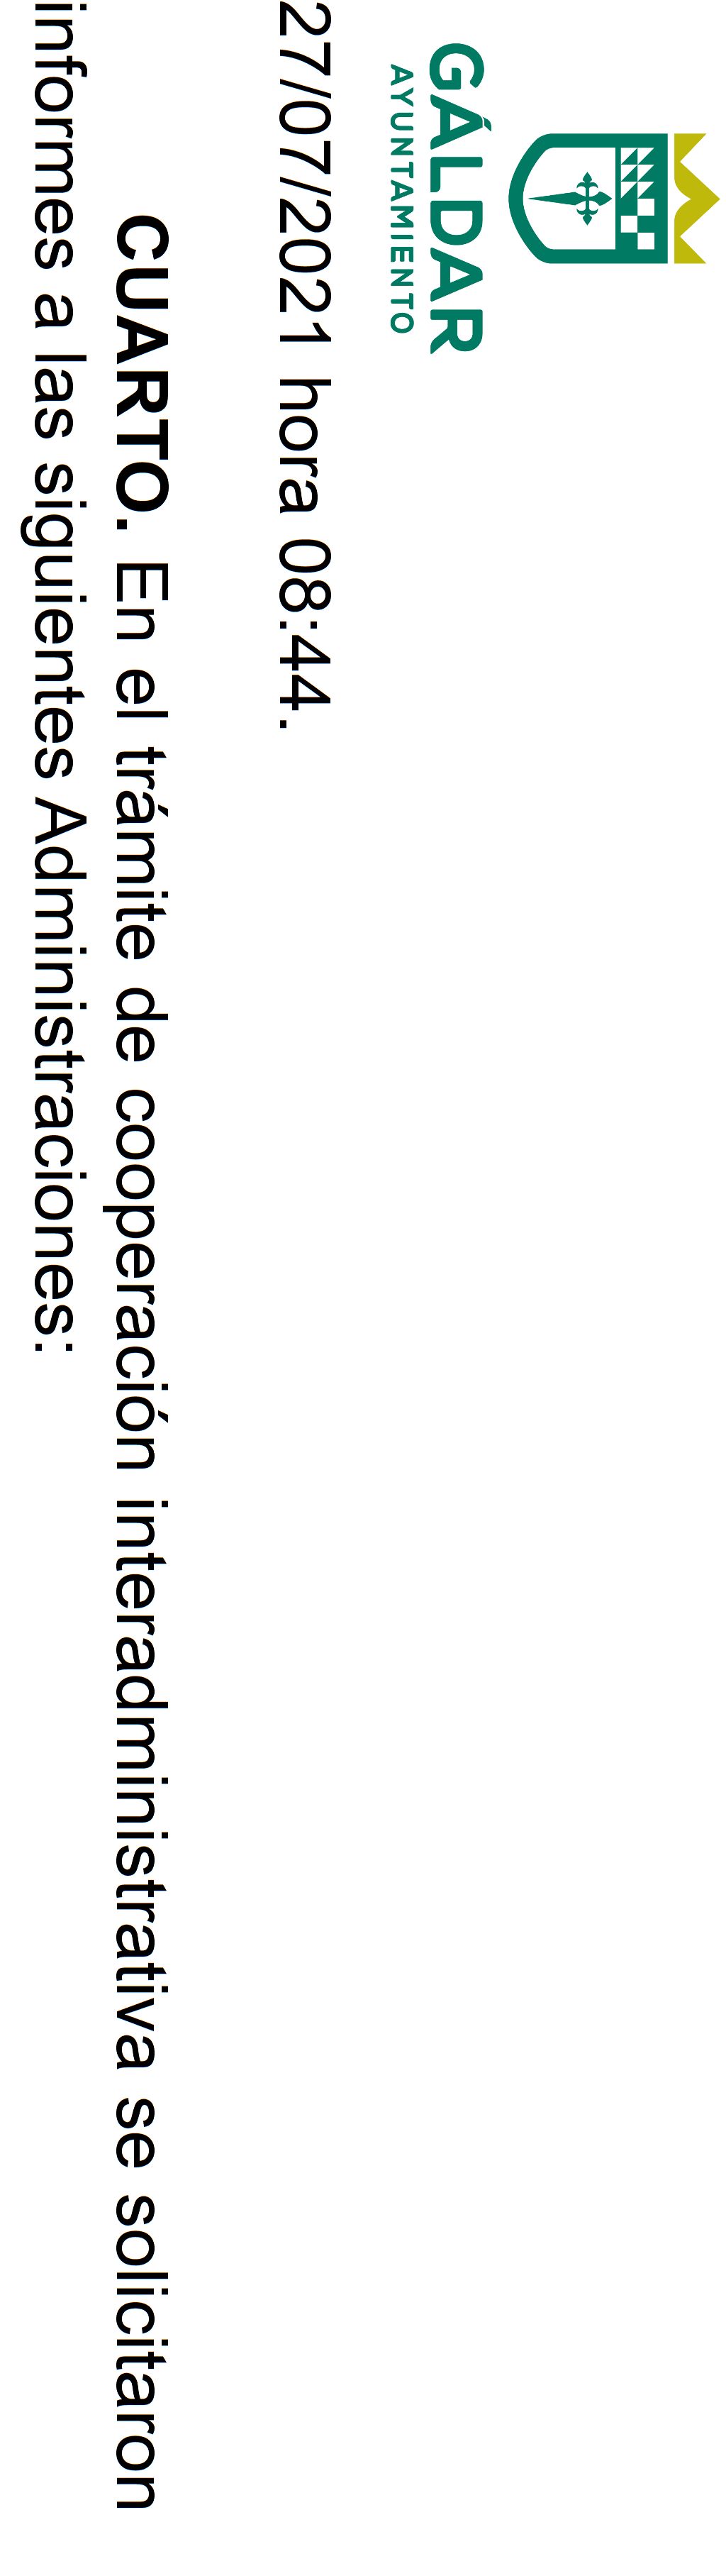 GÁLDAR
AYUNTAMIENTO
27/07/2021 hora 08:44.
CUARTO. En el trámite de cooperación interadministrativa se solicitaron
informes a las siguientes Administraciones: